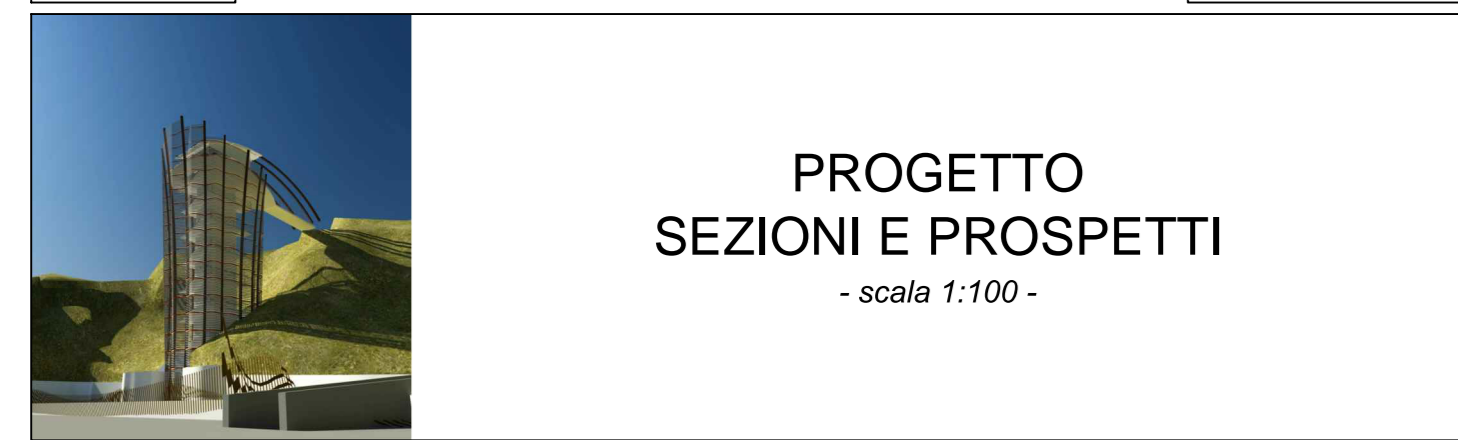 PROGETTO
SEZIONI E PROSPETTI
- scala 1:100 -